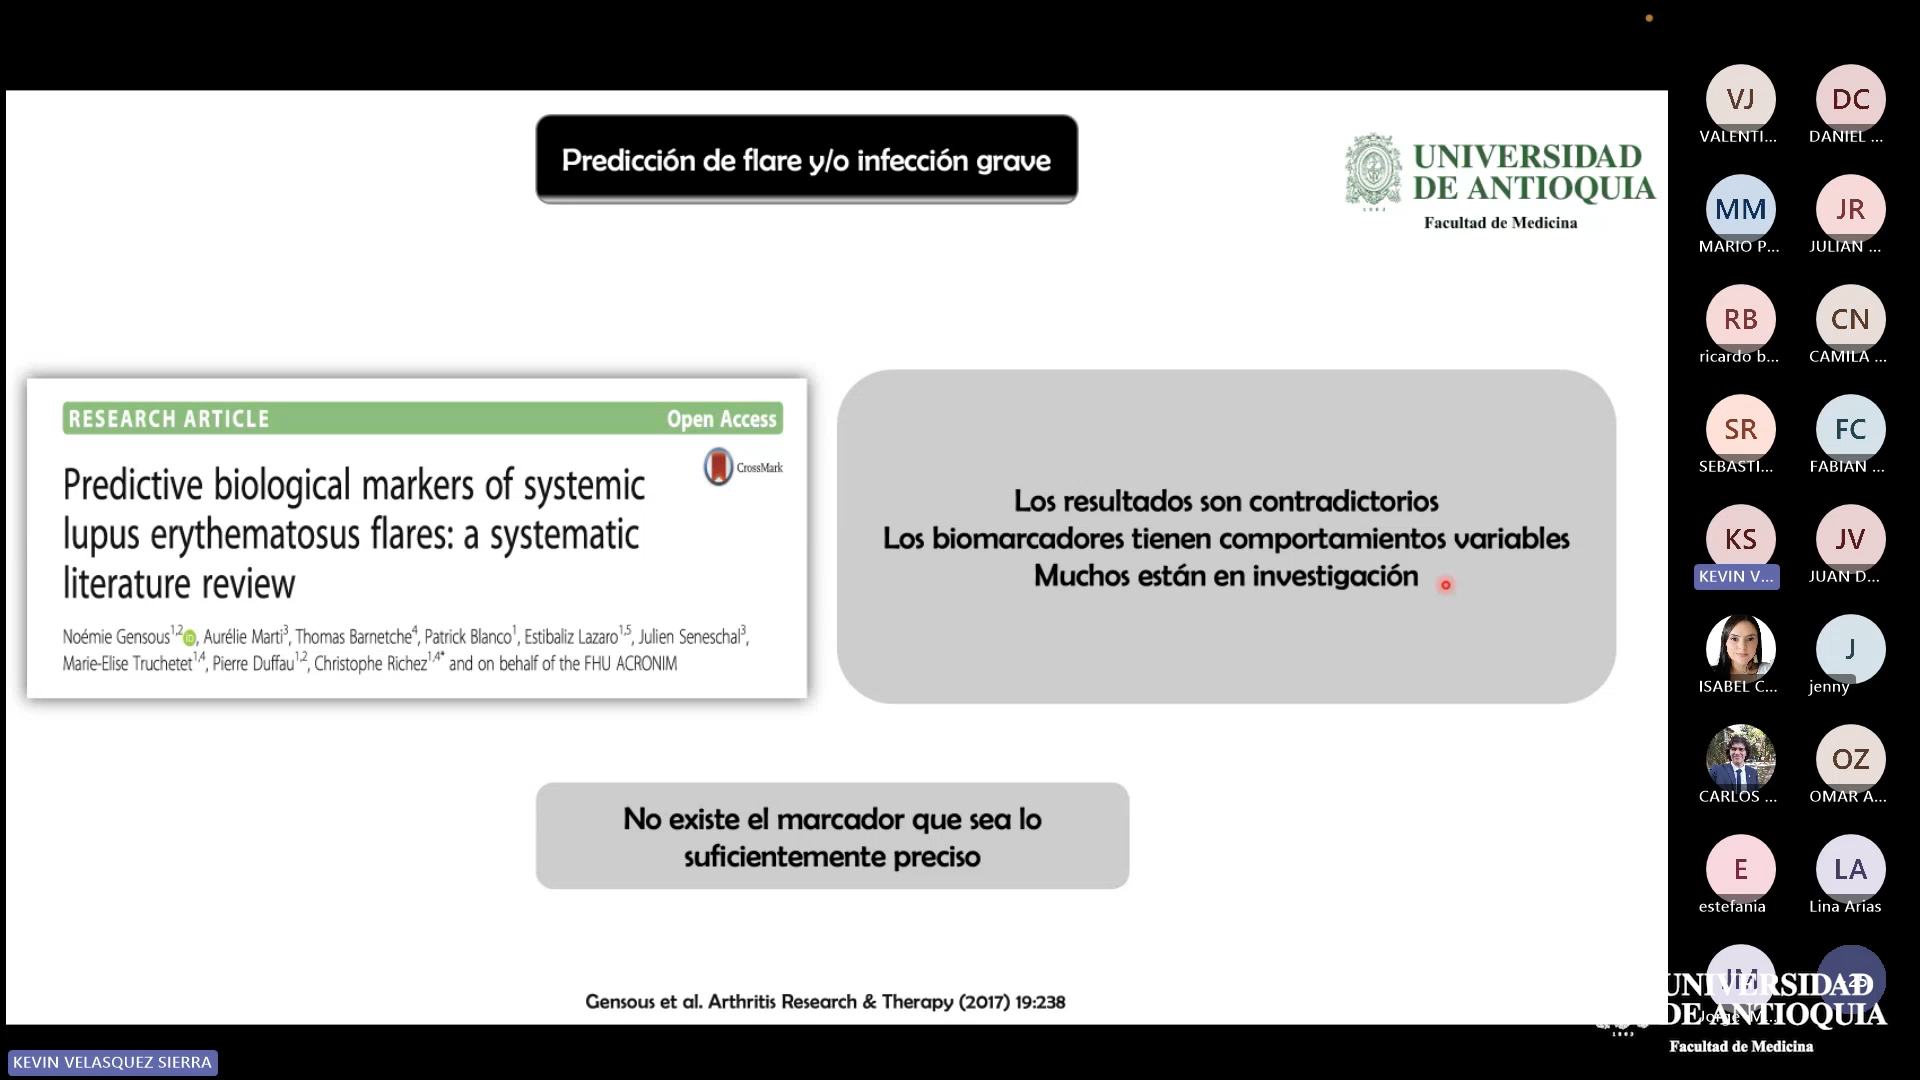 Predicción de flare y/o infección grave
UNIVERSIDAD
DE ANTIOQUIA
1803
Facultad de Medicina
RESEARCH ARTICLE
Open Access
CrossMark
Predictive biological markers of systemic
lupus erythematosus flares: a systematic
literature review
Noémie Gensous1,2, Aurélie Marti3, Thomas Barnetche4, Patrick Blanco1, Estibaliz Lazaro1,5, Julien Seneschal3,
Marie-Elise Truchetet1,4, Pierre Duffau1,2, Christophe Richez1,4* and on behalf of the FHU ACRONIM
Los resultados son contradictorios
Los biomarcadores tienen comportamientos variables
Muchos están en investigación
No existe el marcador que sea lo
suficientemente preciso
Gensous et al. Arthritis Research & Therapy (2017) 19:238
KEVIN VELASQUEZ SIERRA
VJ
VALENTI...
DC
DANIEL ...
MM
MARIO P...
JR
JULIAN ...
RB
ricardo b...
CN
CAMILA ...
SR
SEBASTI...
FC
FABIAN ...
KS
KEVIN V...
JV
JUAN D...
ISABEL C...
J
jenny
CARLOS ...
OZ
OMAR A...
E
estefania
LA
Lina Arias
JM
UNIVERSIDAD
DE ANTIOQUIA
1803
Facultad de Medicina